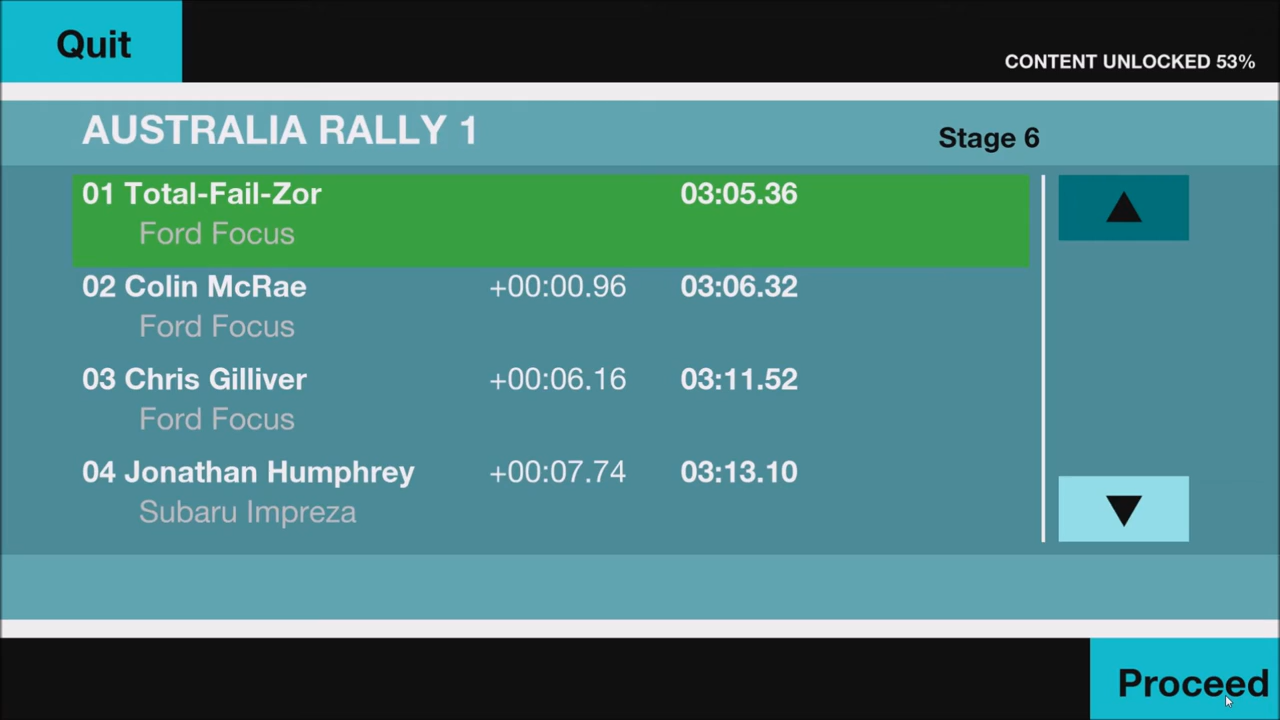 Quit
CONTENT UNLOCKED 53%
AUSTRALIA RALLY 1
Stage 6
01 Total-Fail-Zor 03:05.36
Ford Focus
02 Colin McRae +00:00.96 03:06.32
Ford Focus
03 Chris Gilliver +00:06.16 03:11.52
Ford Focus
04 Jonathan Humphrey +00:07.74 03:13.10
Subaru Impreza
Proceed